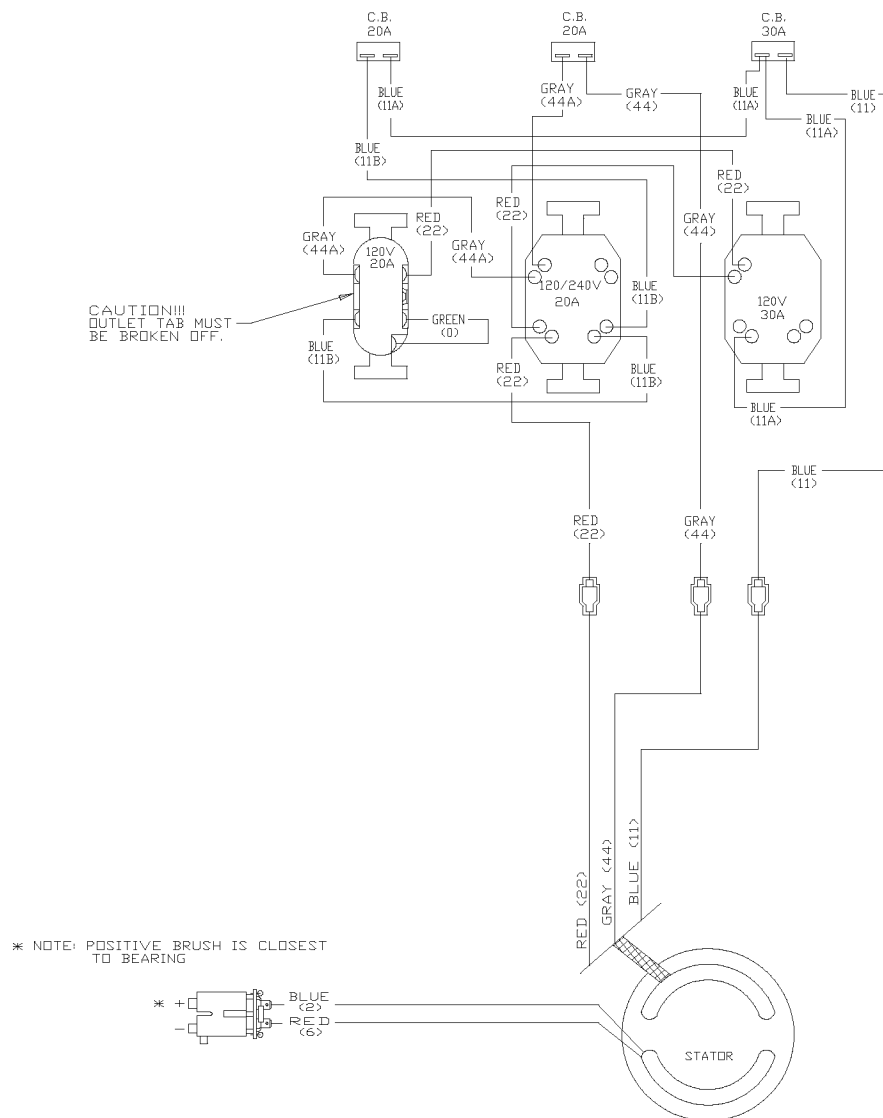 C.B.
20A
C.B.
20A
C.B.
30A
BLUE
(11A)
GRAY
(44A)
GRAY
(44)
BLUE
(11A)
BLUE
(11)
BLUE
(11A)
BLUE
(11B)
RED
(22)
RED
(22)
RED
(22)
GRAY
(44A)
GRAY
(44A)
GRAY
(44)
120V
20A
120/240V
20A
BLUE
(11B)
120V
30A
CAUTION!!!
OUTLET TAB MUST
BE BROKEN OFF.
GREEN
(0)
BLUE
(11B)
RED
(22)
BLUE
(11B)
BLUE
(11A)
BLUE
(11)
RED
(22)
GRAY
(44)
RED (22)
GRAY (44)
BLUE (11)
* NOTE: POSITIVE BRUSH IS CLOSEST
TO BEARING
* +
-
BLUE
(2)
RED
(6)
STATOR